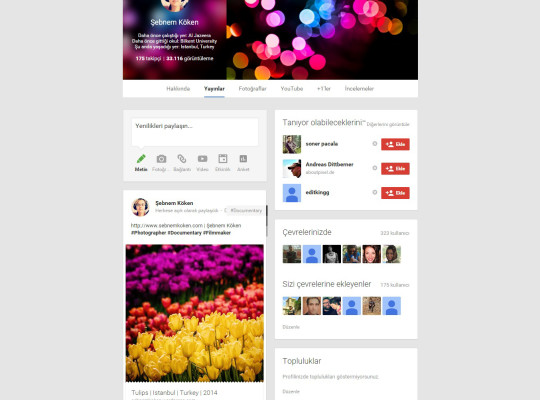 Şebnem Köken
Daha önce çalıştığı yer: Al Jazeera
Daha önce gittiği okul: Bilkent University
Şu anda yaşadığı yer: Istanbul, Turkey
176 takipçi | 33.116 görüntüleme
Hakkında Yayınlar Fotoğraflar YouTube +1'ler İncelemeler
Yenilikleri paylaşın...
Metin Fotoğr. Bağlantı Video Etkinlik Anket
Şebnem Köken
Herkese açık olarak paylaşıldı - #Documentary
http://www.sebnemkoken.com | Şebnem Köken
#Photographer #Documentary #Filmmaker
Tulips | Istanbul | Turkey | 2014
Tanıyor olabilecekleriniz
Diğerlerini görüntüle
soner pacala
Ekle
Andreas Dittberner
aboutpixel.de
Ekle
editkingg
Ekle
Çevrelerinizde
323 kullanıcı
Sizi çevrelerine ekleyenler
175 kullanıcı
Düzenle
Topluluklar
Profilinizde toplulukları göstermiyorsunuz.
Düzenle